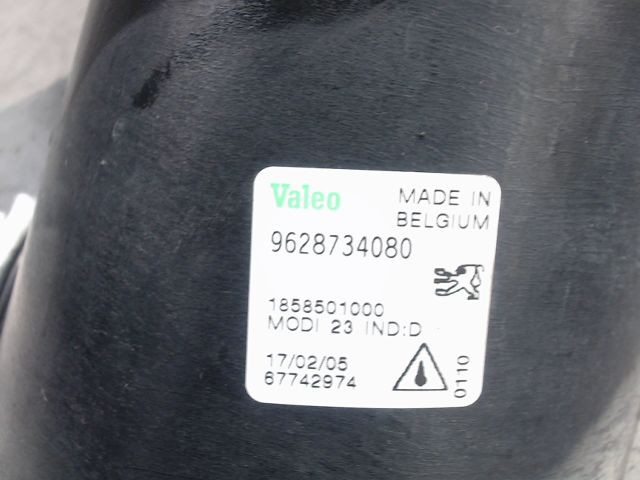 Valeo
MADE IN
BELGIUM
9628734080
1858501000
MODI 23 IND:D
17/02/05
67742974
0110